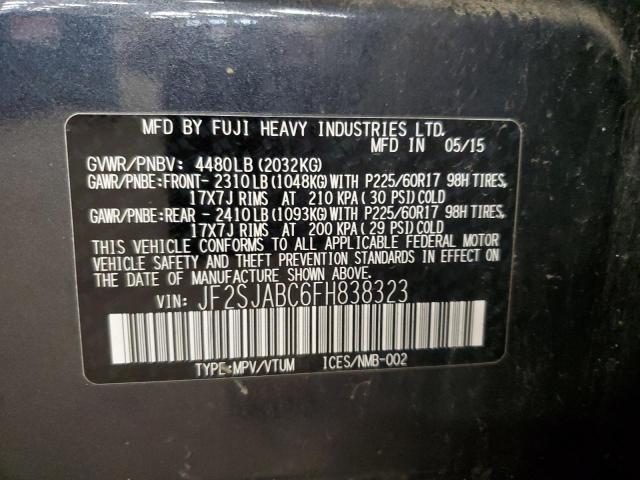 MFD BY FUJI HEAVY INDUSTRIES LTD.
MFD IN 05/15
GVWR/PNBV: 4480LB(2032KG)
GAWR/PNBE:FRONT-2310LB(1048KG)WITH P225/60R17 98H TIRES,
17X7J RIMS AT 210 KPA(30 PSI)COLD
GAWR/PNBE:REAR -2410LB(1093KG)WITH P225/60R17 98H TIRES,
17X7J RIMS AT 200 KPA(29 PSI)COLD
THIS VEHICLE CONFORMS TO ALL APPLICABLE FEDERAL MOTOR
VEHICLE SAFETY AND THEFT PREVENTION STANDARDS IN EFFECT ON
THE DATE OF MANUFACTURE SHOWN ABOVE.
VIN: JF2SJABC6FH838323
TYPE:MPV/VTUM ICES/NMB-002